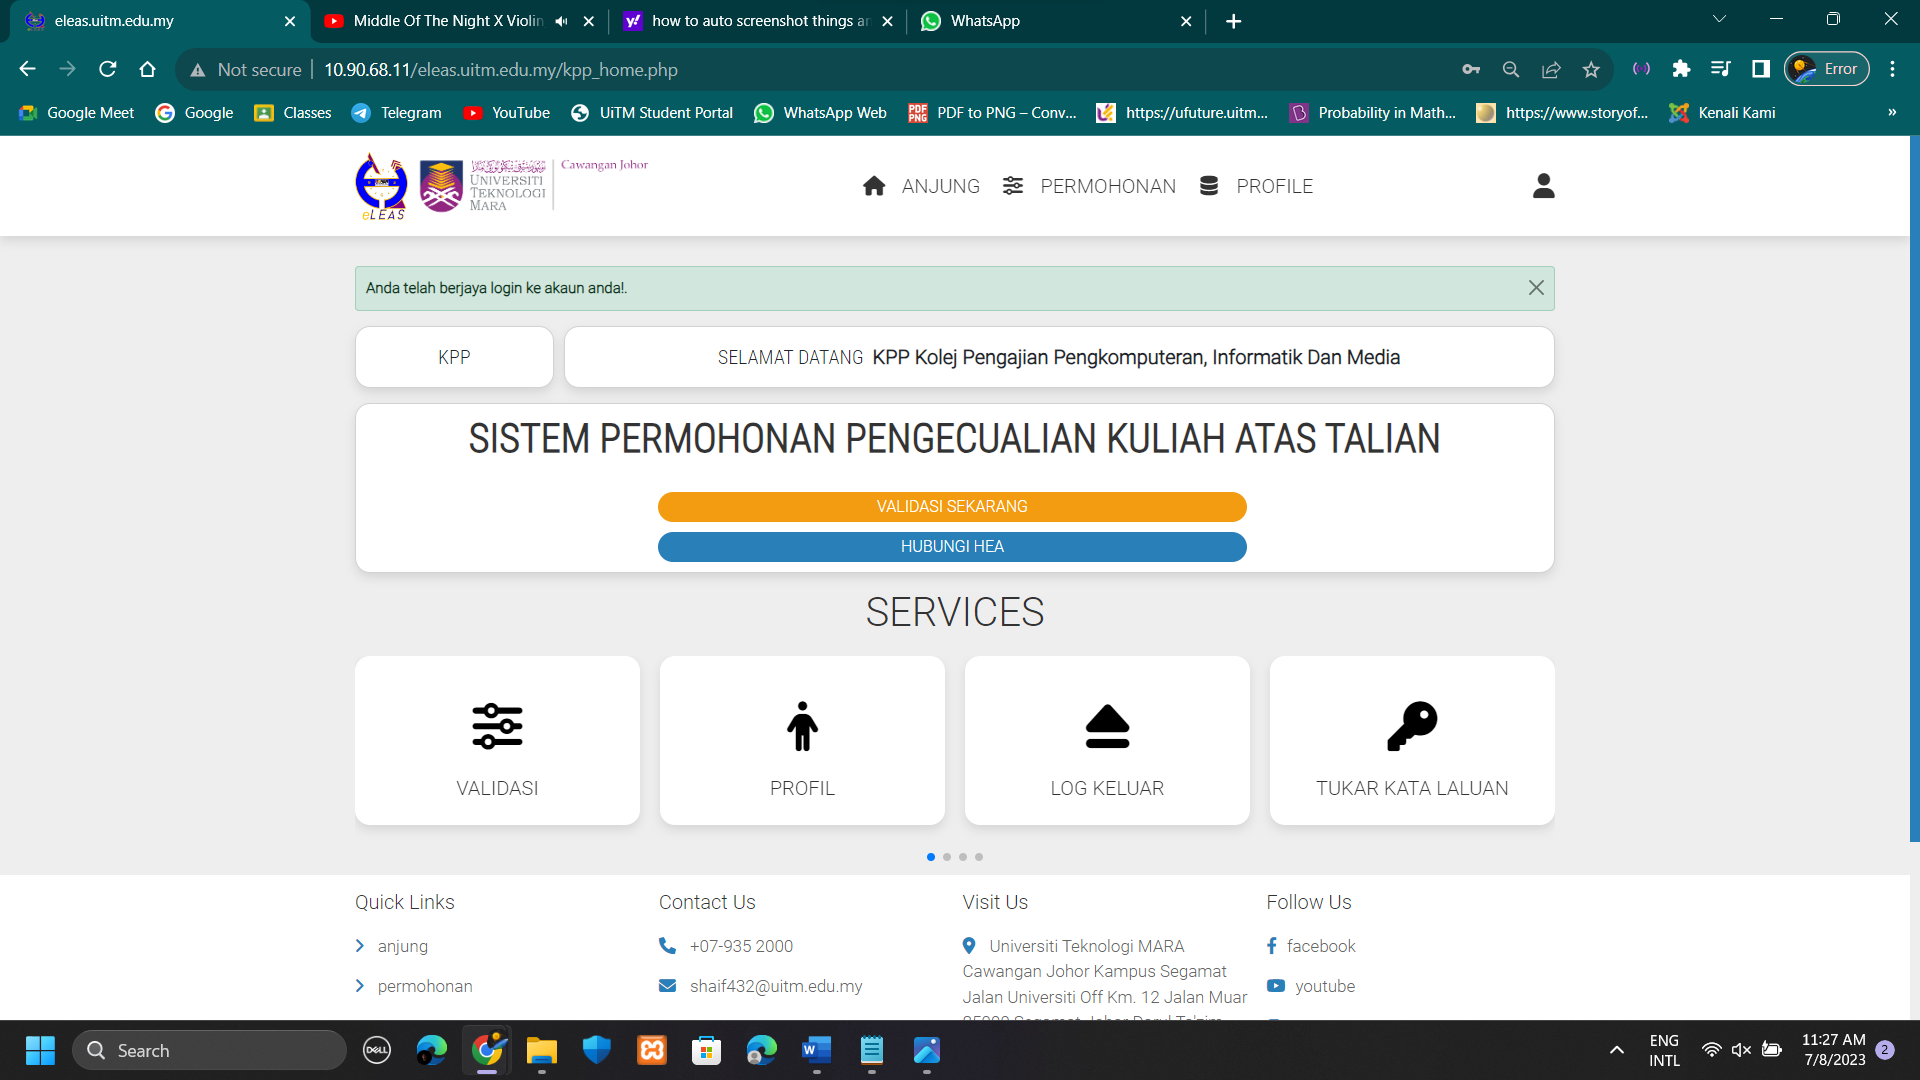 eleas.uitm.edu.my
Middle Of The Night X Violin
how to auto screenshot things an
WhatsApp
Not secure
10.90.68.11/eleas.uitm.edu.my/kpp_home.php
Error
Google Meet
Google
Classes
Telegram
YouTube
UiTM Student Portal
WhatsApp Web
PDF to PNG – Conv...
https://ufuture.uitm...
Probability in Math...
https://www.storyof...
Kenali Kami
»
eLEAS
UNIVERSITI
TEKNOLOGI
MARA
Cawangan Johor
ANJUNG
PERMOHONAN
PROFILE
Anda telah berjaya login ke akaun anda!.
KPP
SELAMAT DATANG KPP Kolej Pengajian Pengkomputeran, Informatik Dan Media
SISTEM PERMOHONAN PENGECUALIAN KULIAH ATAS TALIAN
VALIDASI SEKARANG
HUBUNGI HEA
SERVICES
VALIDASI
PROFIL
LOG KELUAR
TUKAR KATA LALUAN
Quick Links
anjung
permohonan
Contact Us
+07-935 2000
shaif432@uitm.edu.my
Visit Us
Universiti Teknologi MARA
Cawangan Johor Kampus Segamat
Jalan Universiti Off Km. 12 Jalan Muar
Follow Us
facebook
youtube
Search
DELL
ENG
INTL
11:27 AM
7/8/2023
2